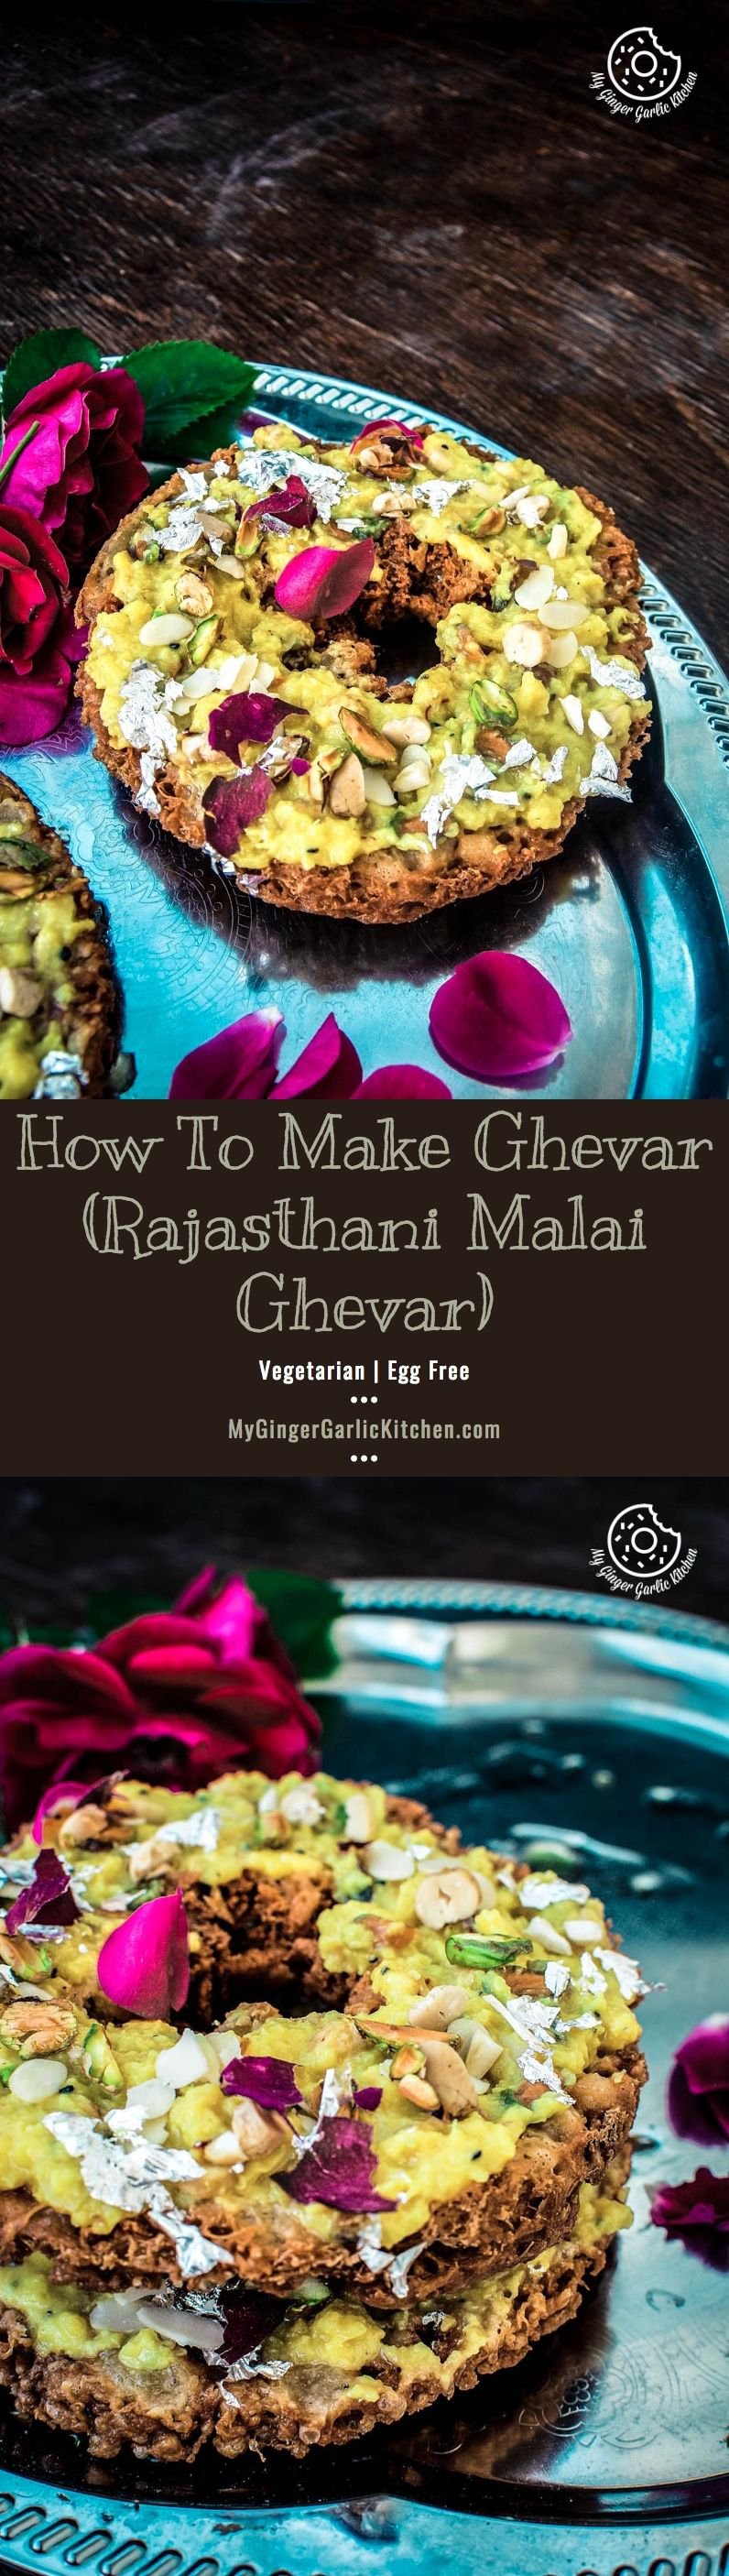 My Ginger Garlic Kitchen
How To Make Ghevar
(Rajasthani Malai
Ghevar)
Vegetarian | Egg Free
MyGingerGarlicKitchen.com
My Ginger Garlic Kitchen